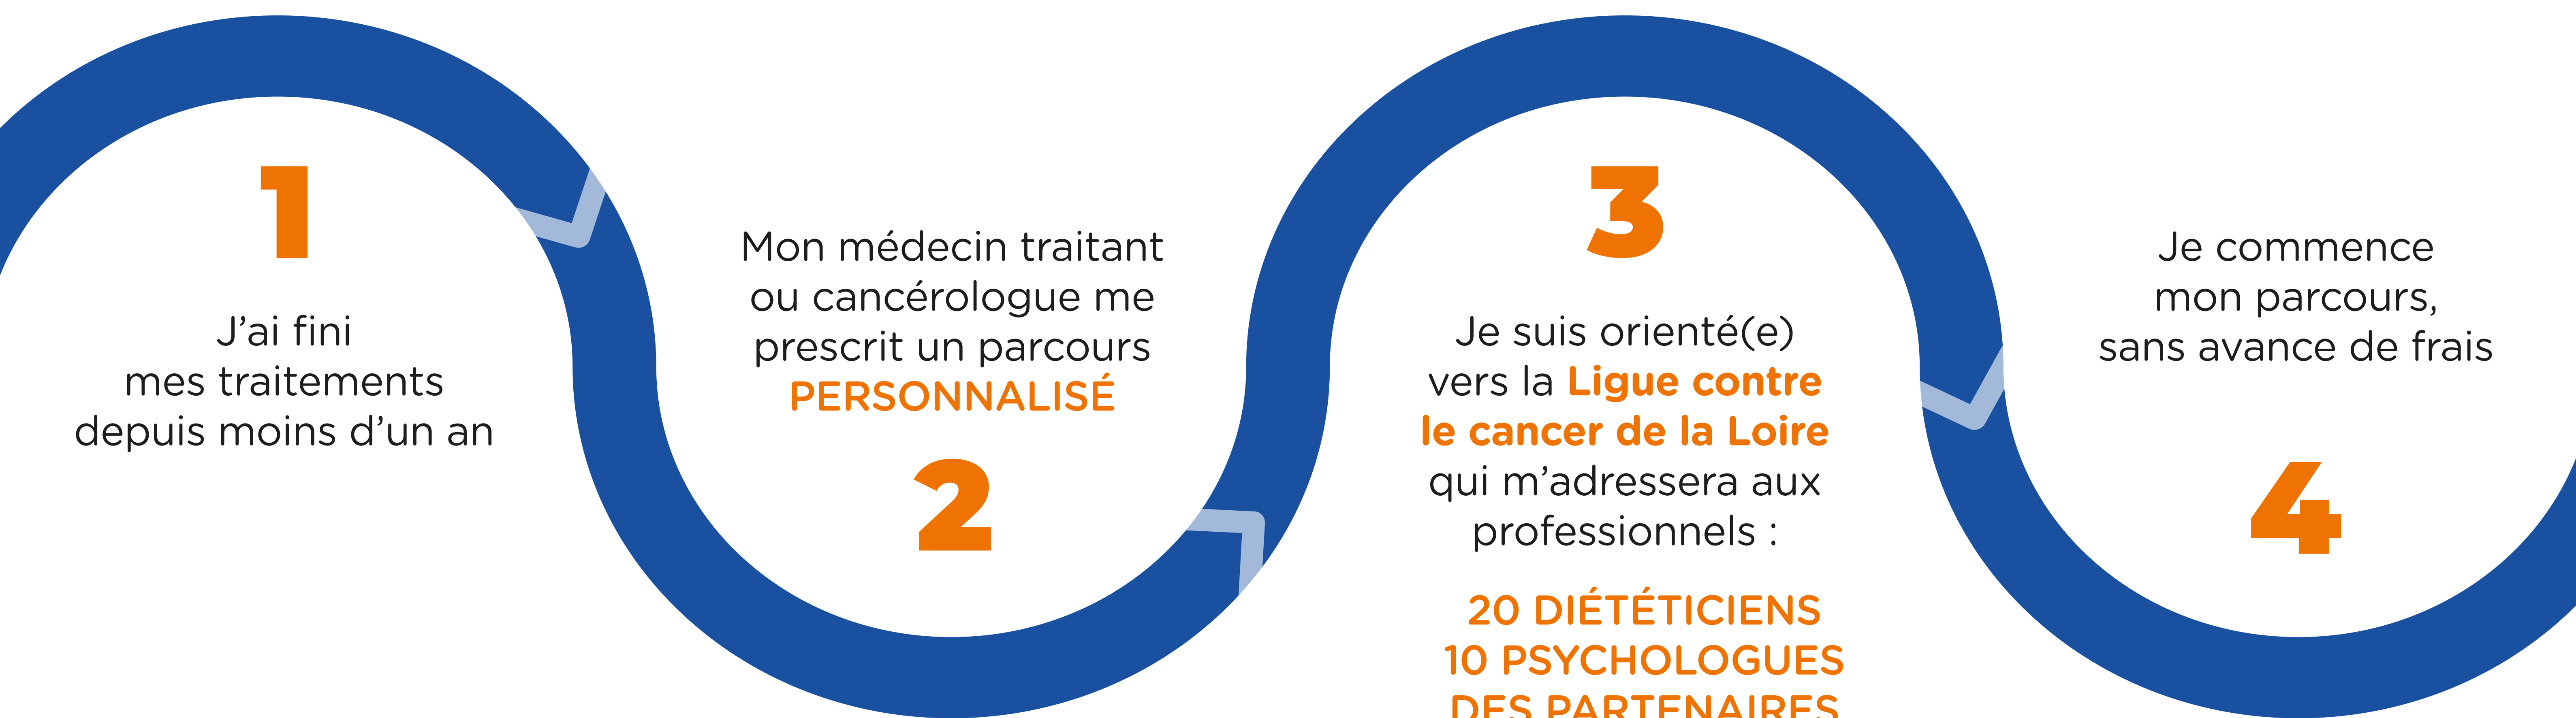 1
J’ai fini
mes traitements
depuis moins d’un an
Mon médecin traitant
ou cancérologue me
prescrit un parcours
PERSONNALISÉ
2
3
Je suis orienté(e)
vers la Ligue contre
le cancer de la Loire
qui m’adressera aux
professionnels :
20 DIÉTÉTICIENS
10 PSYCHOLOGUES
DES PARTENAIRES
Je commence
mon parcours,
sans avance de frais
4